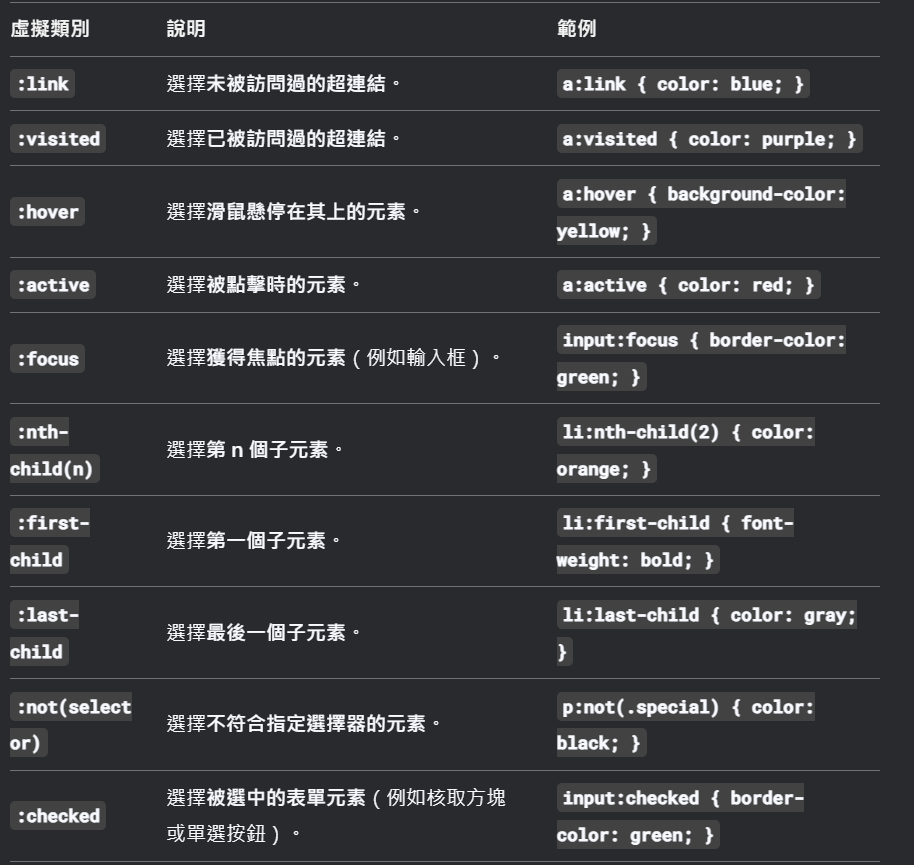 虛擬類別 說明 範例
:link 選擇未被訪問過的超連結。 a:link { color: blue; }
:visited 選擇已被訪問過的超連結。 a:visited { color: purple; }
:hover 選擇滑鼠懸停在其上的元素。 a:hover { background-color:
yellow; }
:active 選擇被點擊時的元素。 a:active { color: red; }
:focus 選擇獲得焦點的元素（例如輸入框）。 input:focus { border-color:
green; }
:nth-
child(n) 選擇第 n 個子元素。 li:nth-child(2) { color:
orange; }
:first-
child 選擇第一個子元素。 li:first-child { font-
weight: bold; }
:last-
child 選擇最後一個子元素。 li:last-child { color: gray;
}
:not(select
or) 選擇不符合指定選擇器的元素。 p:not(.special) { color:
black; }
:checked 選擇被選中的表單元素（例如核取方塊
或單選按鈕）。 input:checked { border-
color: green; }